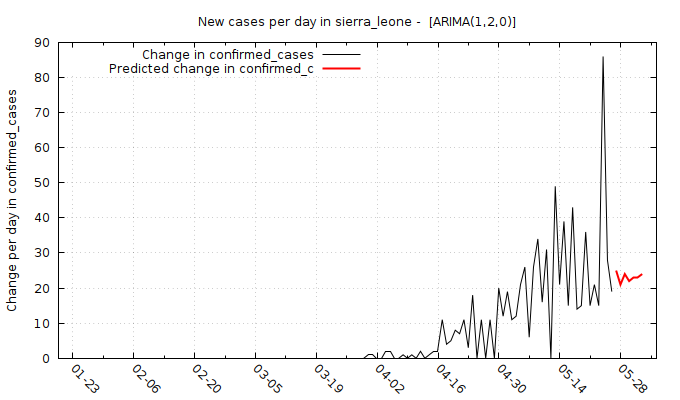 New cases per day in sierra_leone -  [ARIMA(1,2,0)]
Change in confirmed_cases
Predicted change in confirmed_c
Change per day in confirmed_cases
90
80
70
60
50
40
30
20
10
0
01-23 02-06 02-20 03-05 03-19 04-02 04-16 04-30 05-14 05-28